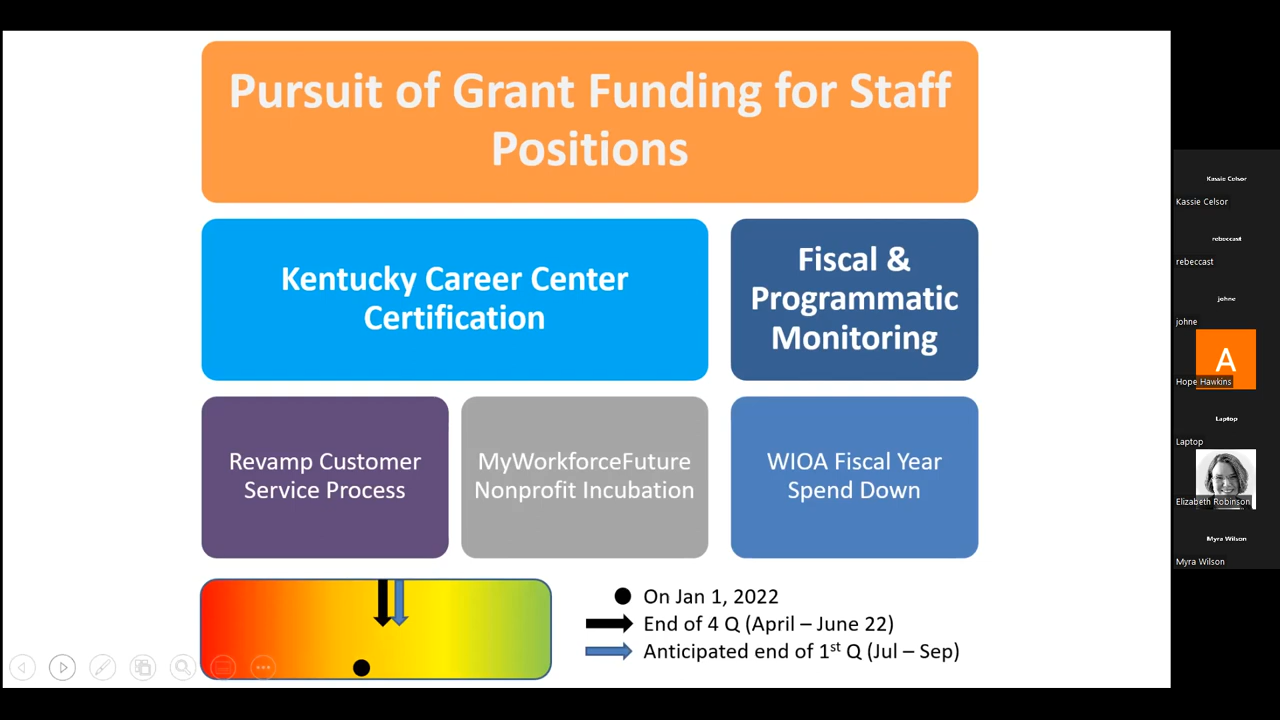 Pursuit of Grant Funding for Staff
Positions
Kentucky Career Center
Certification
Fiscal &
Programmatic
Monitoring
Revamp Customer
Service Process
MyWorkforceFuture
Nonprofit Incubation
WIOA Fiscal Year
Spend Down
On Jan 1, 2022
End of 4 Q (April – June 22)
Anticipated end of 1st Q (Jul – Sep)
Kassie Celsor
Kassie Celsor
rebeccast
rebeccast
johne
johne
A
Hope Hawkins
Laptop
Laptop
Elizabeth Robinson
Myra Wilson
Myra Wilson